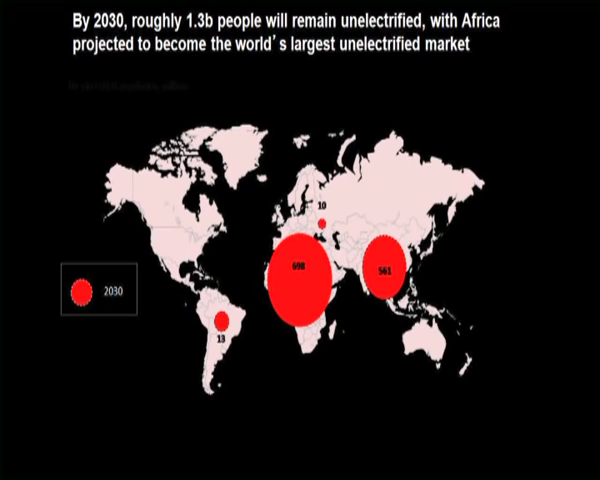 By 2030, roughly 1.3b people will remain unelectrified, with Africa
projected to become the world's largest unelectrified market
10
698
561
2030
13